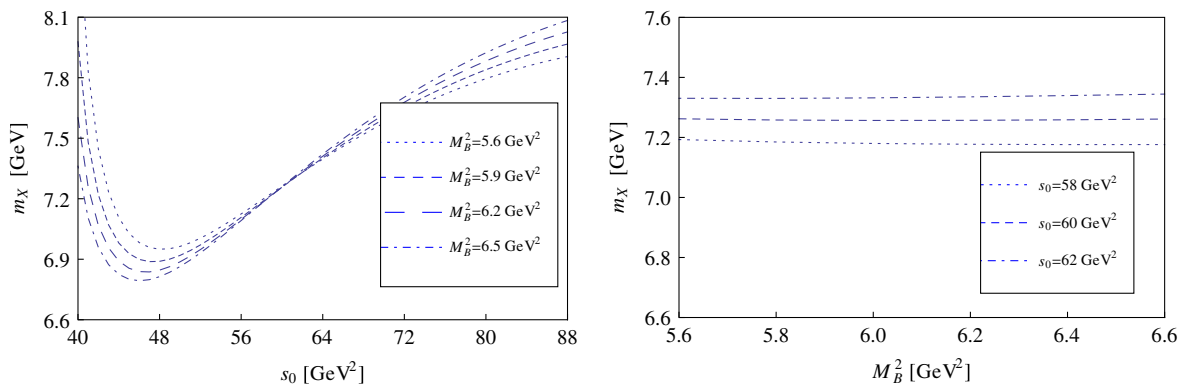 8.1
7.8
7.5
7.2
6.9
6.6
m_X [GeV]
40 48 56 64 72 80 88
s_0 [GeV^2]
M_B^2=5.6 GeV^2
M_B^2=5.9 GeV^2
M_B^2=6.2 GeV^2
M_B^2=6.5 GeV^2
7.6
7.4
7.2
7.0
6.8
6.6
m_X [GeV]
5.6 5.8 6.0 6.2 6.4 6.6
M_B^2 [GeV^2]
s_0=58 GeV^2
s_0=60 GeV^2
s_0=62 GeV^2